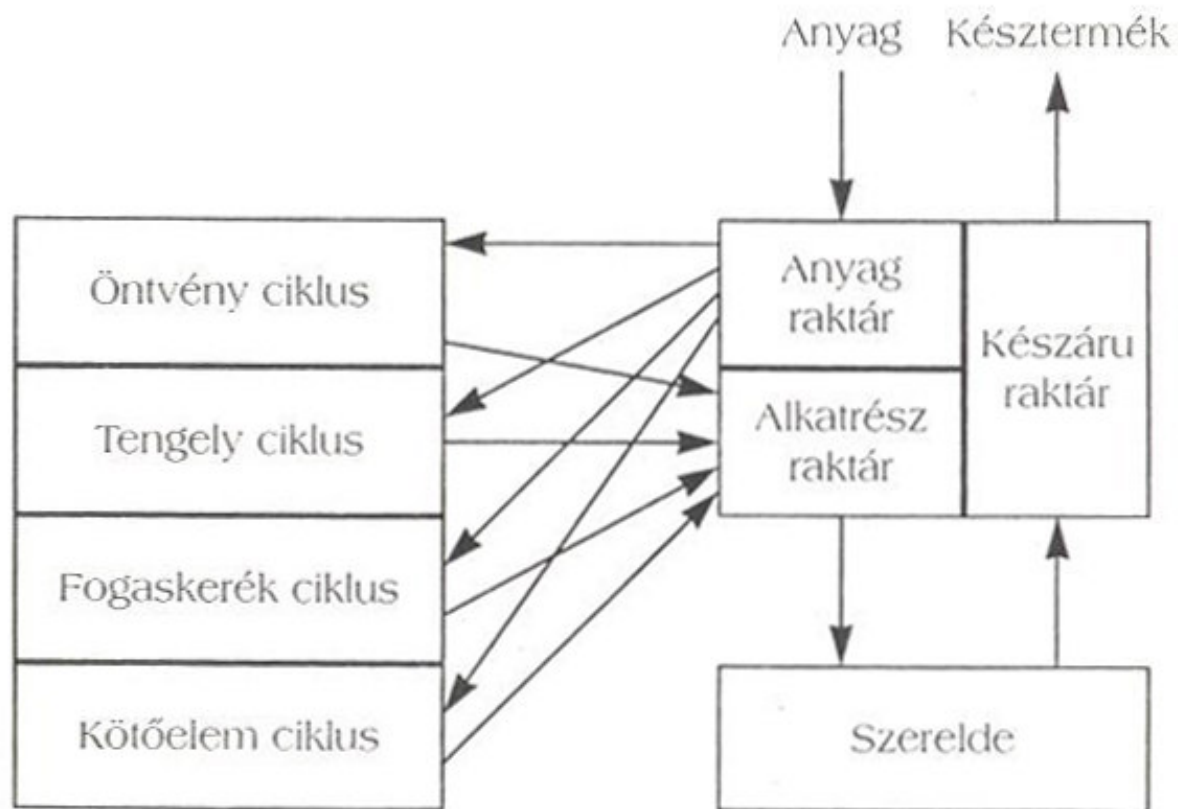 Anyag Késztermék
Öntvény ciklus
Tengely ciklus
Fogaskerék ciklus
Kötőelem ciklus
Anyag
raktár
Alkatrész
raktár
Készáru
raktár
Szerelde